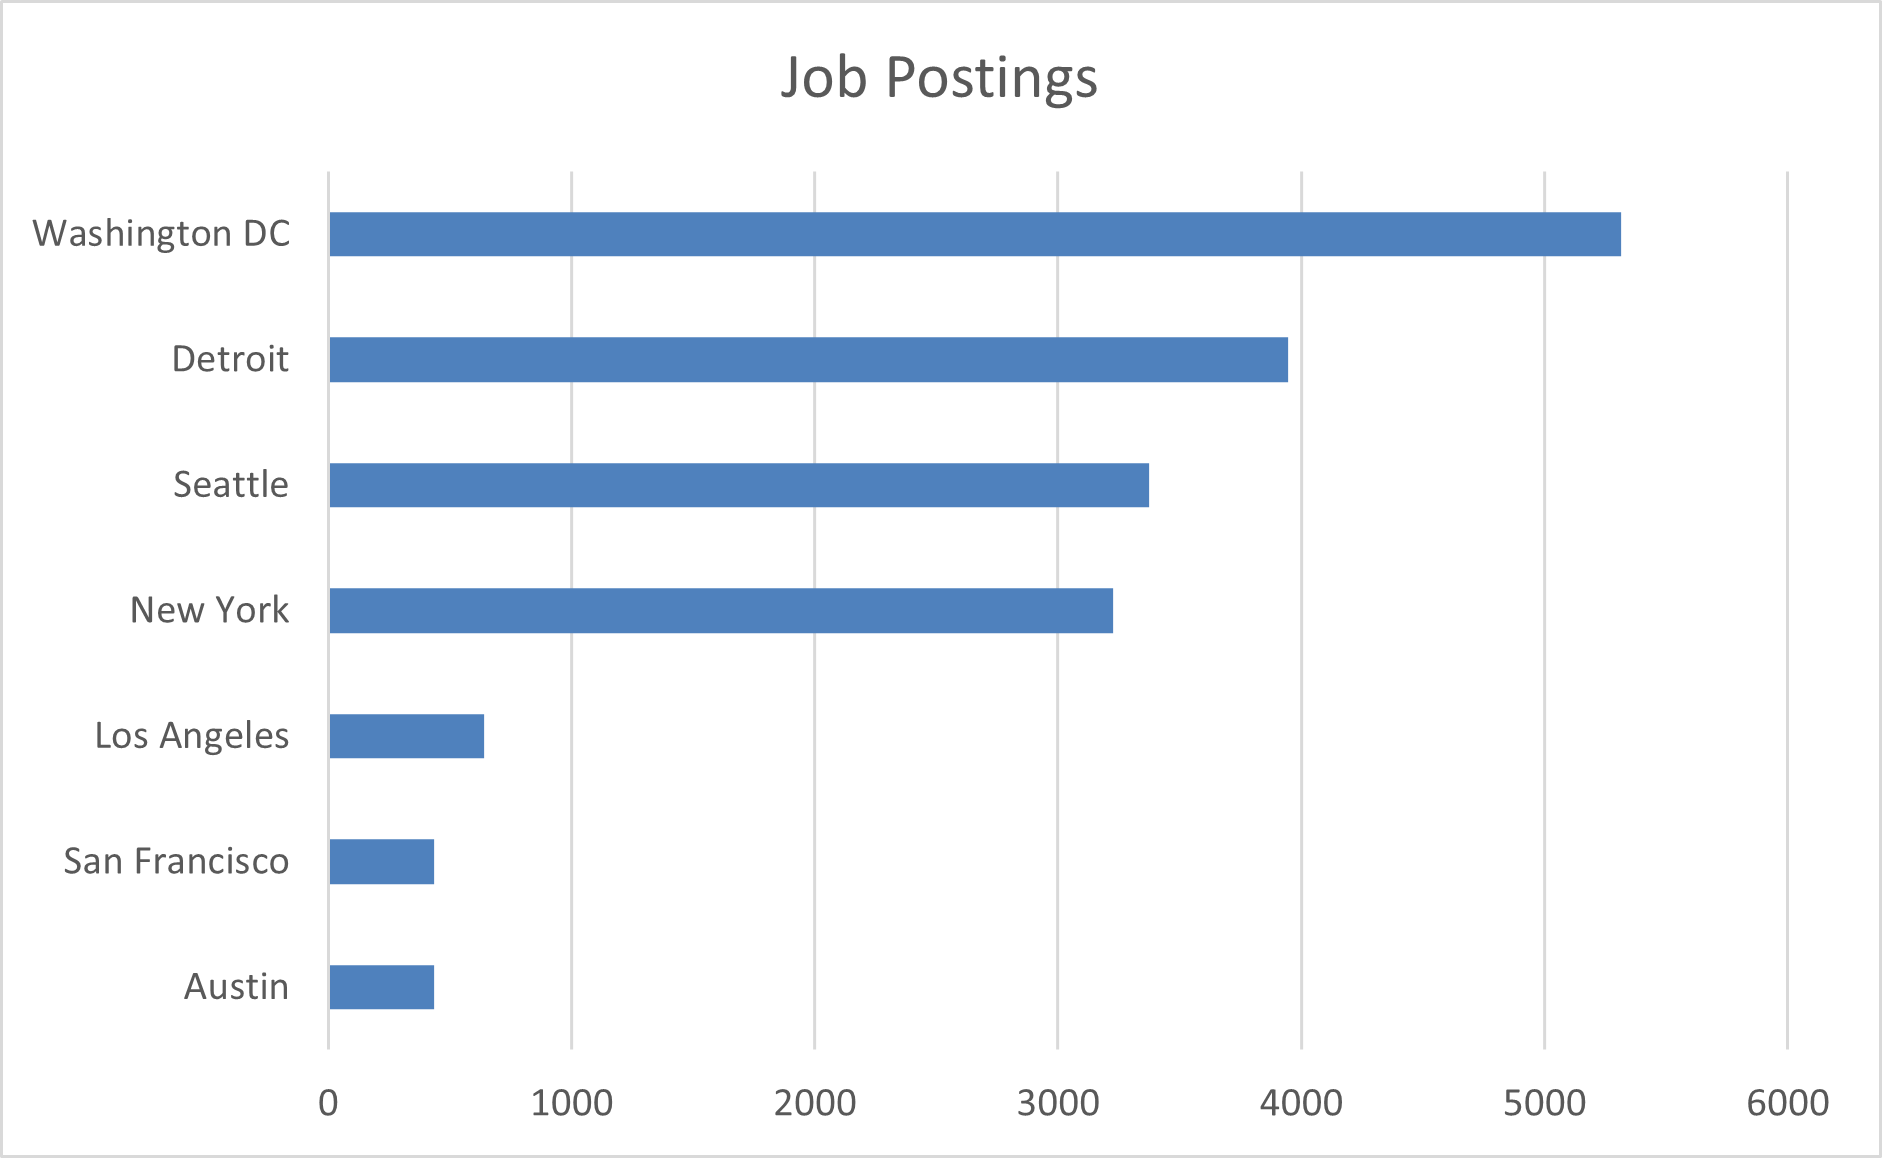 Job Postings
Washington DC
Detroit
Seattle
New York
Los Angeles
San Francisco
Austin
0 1000 2000 3000 4000 5000 6000